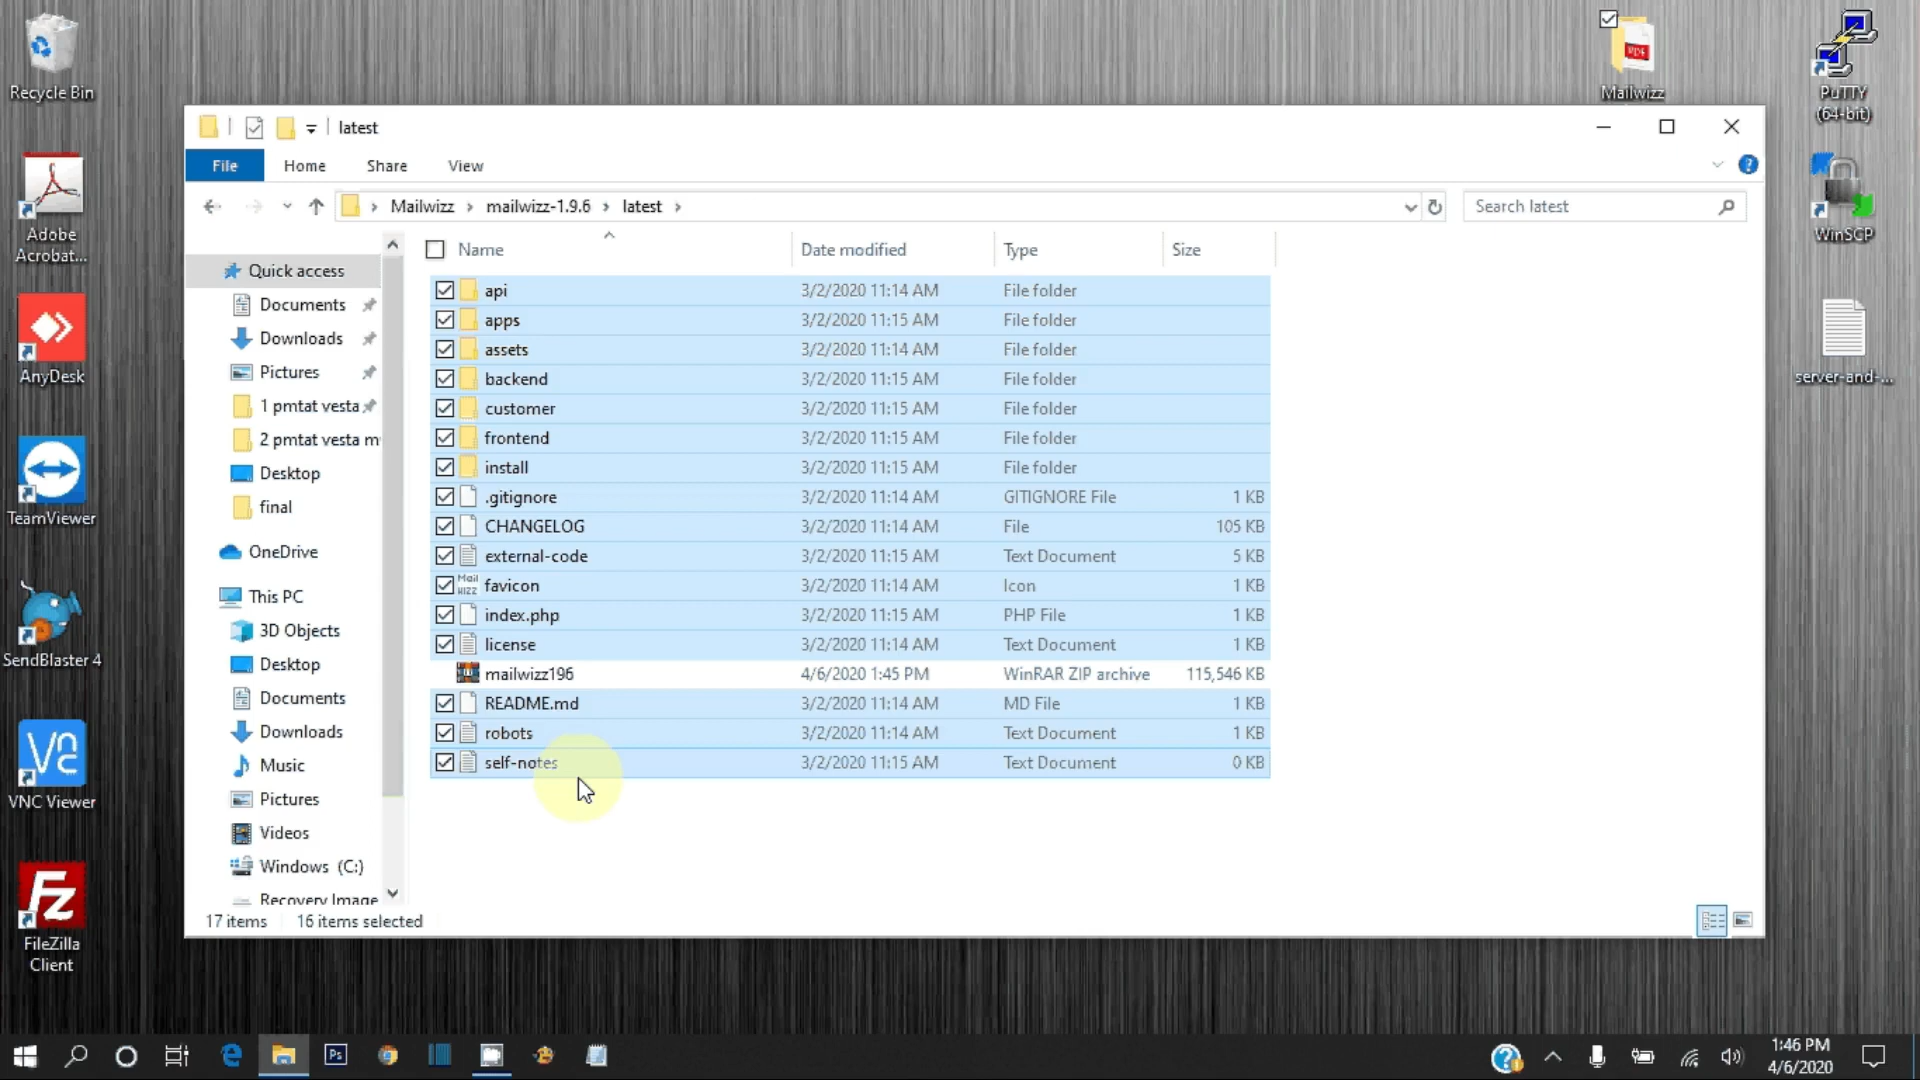 Recycle Bin
Adobe
Acrobat...
AnyDesk
TeamViewer
SendBlaster 4
VNC Viewer
FileZilla
Client
Mailwizz
PuTTY
(64-bit)
WinSCP
server-and-...
latest
File Home Share View
Mailwizz mailwizz-1.9.6 latest
Search latest
Quick access
Documents
Downloads
Pictures
1 pmtat vesta
2 pmtat vesta m
Desktop
final
OneDrive
This PC
3D Objects
Desktop
Documents
Downloads
Music
Pictures
Videos
Windows (C:)
Recovery Image
Name Date modified Type Size
api 3/2/2020 11:14 AM File folder
apps 3/2/2020 11:15 AM File folder
assets 3/2/2020 11:14 AM File folder
backend 3/2/2020 11:15 AM File folder
customer 3/2/2020 11:15 AM File folder
frontend 3/2/2020 11:15 AM File folder
install 3/2/2020 11:15 AM File folder
.gitignore 3/2/2020 11:14 AM GITIGNORE File 1 KB
CHANGELOG 3/2/2020 11:14 AM File 105 KB
external-code 3/2/2020 11:15 AM Text Document 5 KB
favicon 3/2/2020 11:14 AM Icon 1 KB
index.php 3/2/2020 11:15 AM PHP File 1 KB
license 3/2/2020 11:14 AM Text Document 1 KB
mailwizz196 4/6/2020 1:45 PM WinRAR ZIP archive 115,546 KB
README.md 3/2/2020 11:14 AM MD File 1 KB
robots 3/2/2020 11:14 AM Text Document 1 KB
self-notes 3/2/2020 11:15 AM Text Document 0 KB
17 items 16 items selected
1:46 PM
4/6/2020